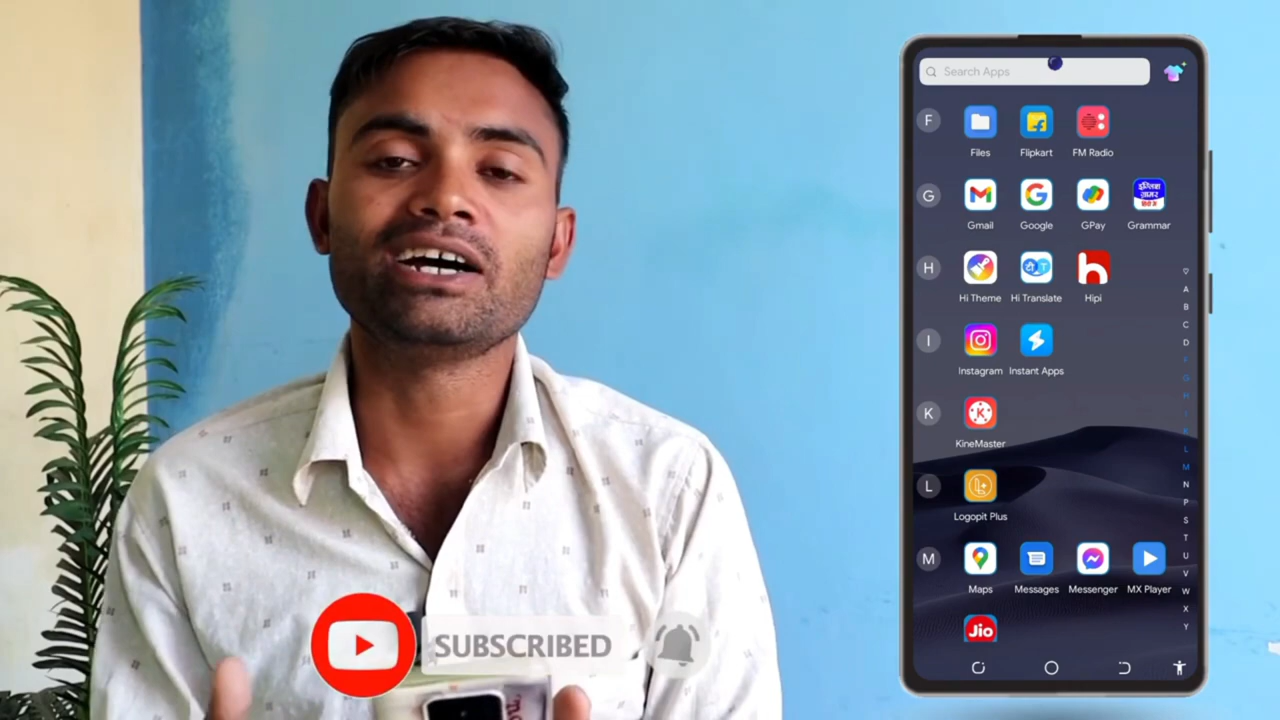 Search Apps
F
Files
Flipkart
FM Radio
G
Gmail
Google
GPay
Grammar
इंग्लिश
ग्रामर
हिंदी में
H
Hi Theme
Hi Translate
Hipi
I
Instagram
Instant Apps
K
K
KineMaster
L
Logopit Plus
M
Maps
Messages
Messenger
MX Player
Jio
A
B
C
D
F
G
H
I
K
L
M
N
P
S
T
U
V
W
X
Y
SUBSCRIBED